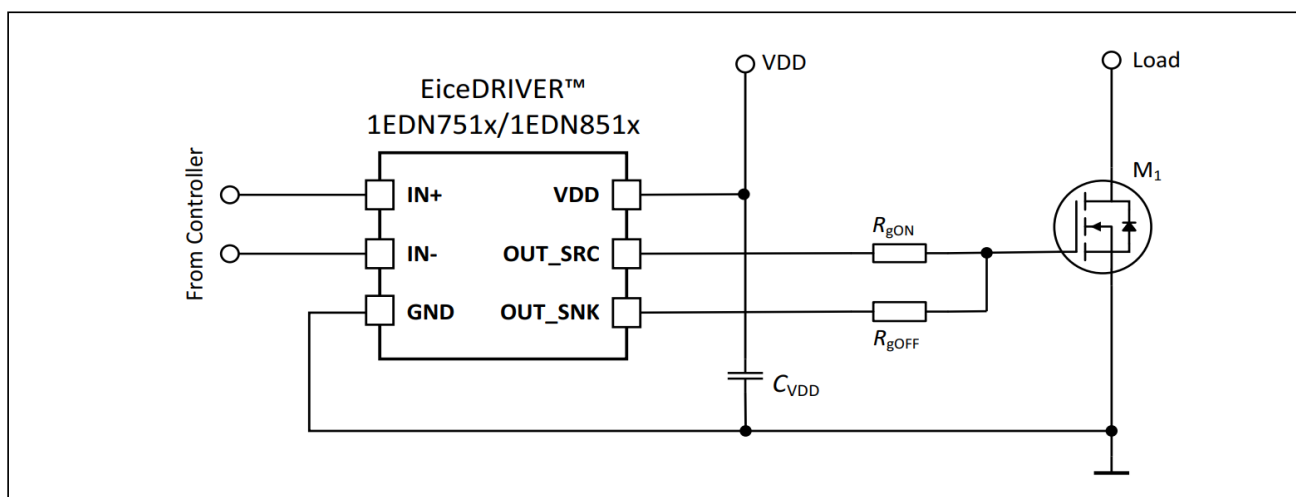 EiceDRIVER™
1EDN751x/1EDN851x
From Controller
IN+
IN-
GND
VDD
OUT_SRC
OUT_SNK
VDD
CVDD
RgON
RgOFF
Load
M1